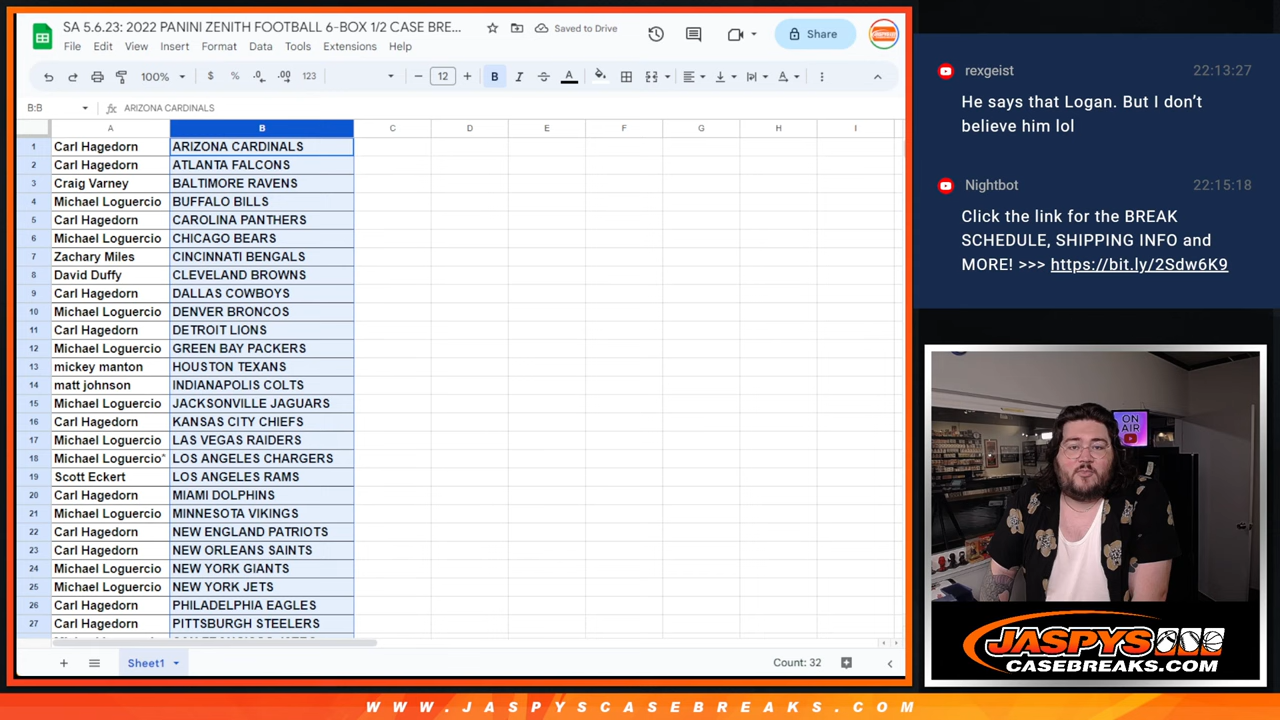 SA 5.6.23: 2022 PANINI ZENITH FOOTBALL 6-BOX 1/2 CASE BRE...
Saved to Drive
Share
File Edit View Insert Format Data Tools Extensions Help
100% $ % .0 .00 123 12 B I A
B:B fx ARIZONA CARDINALS
A B C D E F G H I
1 Carl Hagedorn ARIZONA CARDINALS
2 Carl Hagedorn ATLANTA FALCONS
3 Craig Varney BALTIMORE RAVENS
4 Michael Loguercio BUFFALO BILLS
5 Carl Hagedorn CAROLINA PANTHERS
6 Michael Loguercio CHICAGO BEARS
7 Zachary Miles CINCINNATI BENGALS
8 David Duffy CLEVELAND BROWNS
9 Carl Hagedorn DALLAS COWBOYS
10 Michael Loguercio DENVER BRONCOS
11 Carl Hagedorn DETROIT LIONS
12 Michael Loguercio GREEN BAY PACKERS
13 mickey manton HOUSTON TEXANS
14 matt johnson INDIANAPOLIS COLTS
15 Michael Loguercio JACKSONVILLE JAGUARS
16 Carl Hagedorn KANSAS CITY CHIEFS
17 Michael Loguercio LAS VEGAS RAIDERS
18 Michael Loguercio* LOS ANGELES CHARGERS
19 Scott Eckert LOS ANGELES RAMS
20 Carl Hagedorn MIAMI DOLPHINS
21 Michael Loguercio MINNESOTA VIKINGS
22 Carl Hagedorn NEW ENGLAND PATRIOTS
23 Carl Hagedorn NEW ORLEANS SAINTS
24 Michael Loguercio NEW YORK GIANTS
25 Michael Loguercio NEW YORK JETS
26 Carl Hagedorn PHILADELPHIA EAGLES
27 Carl Hagedorn PITTSBURGH STEELERS
Sheet1
Count: 32
rexgeist 22:13:27
He says that Logan. But I don't
believe him lol
Nightbot 22:15:18
Click the link for the BREAK
SCHEDULE, SHIPPING INFO and
MORE! >>> https://bit.ly/2Sdw6K9
ON
AIR
JASPYS
CASEBREAKS.COM
WWW.JASPYSCASEBREAKS.COM